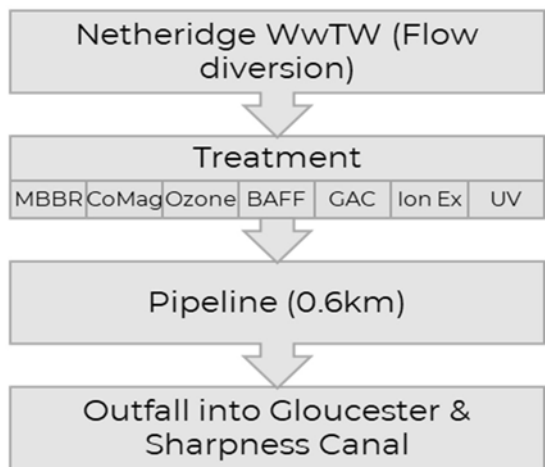 Netheridge WwTW (Flow
diversion)
Treatment
MBBR CoMag Ozone BAFF GAC Ion Ex UV
Pipeline (0.6km)
Outfall into Gloucester &
Sharpness Canal